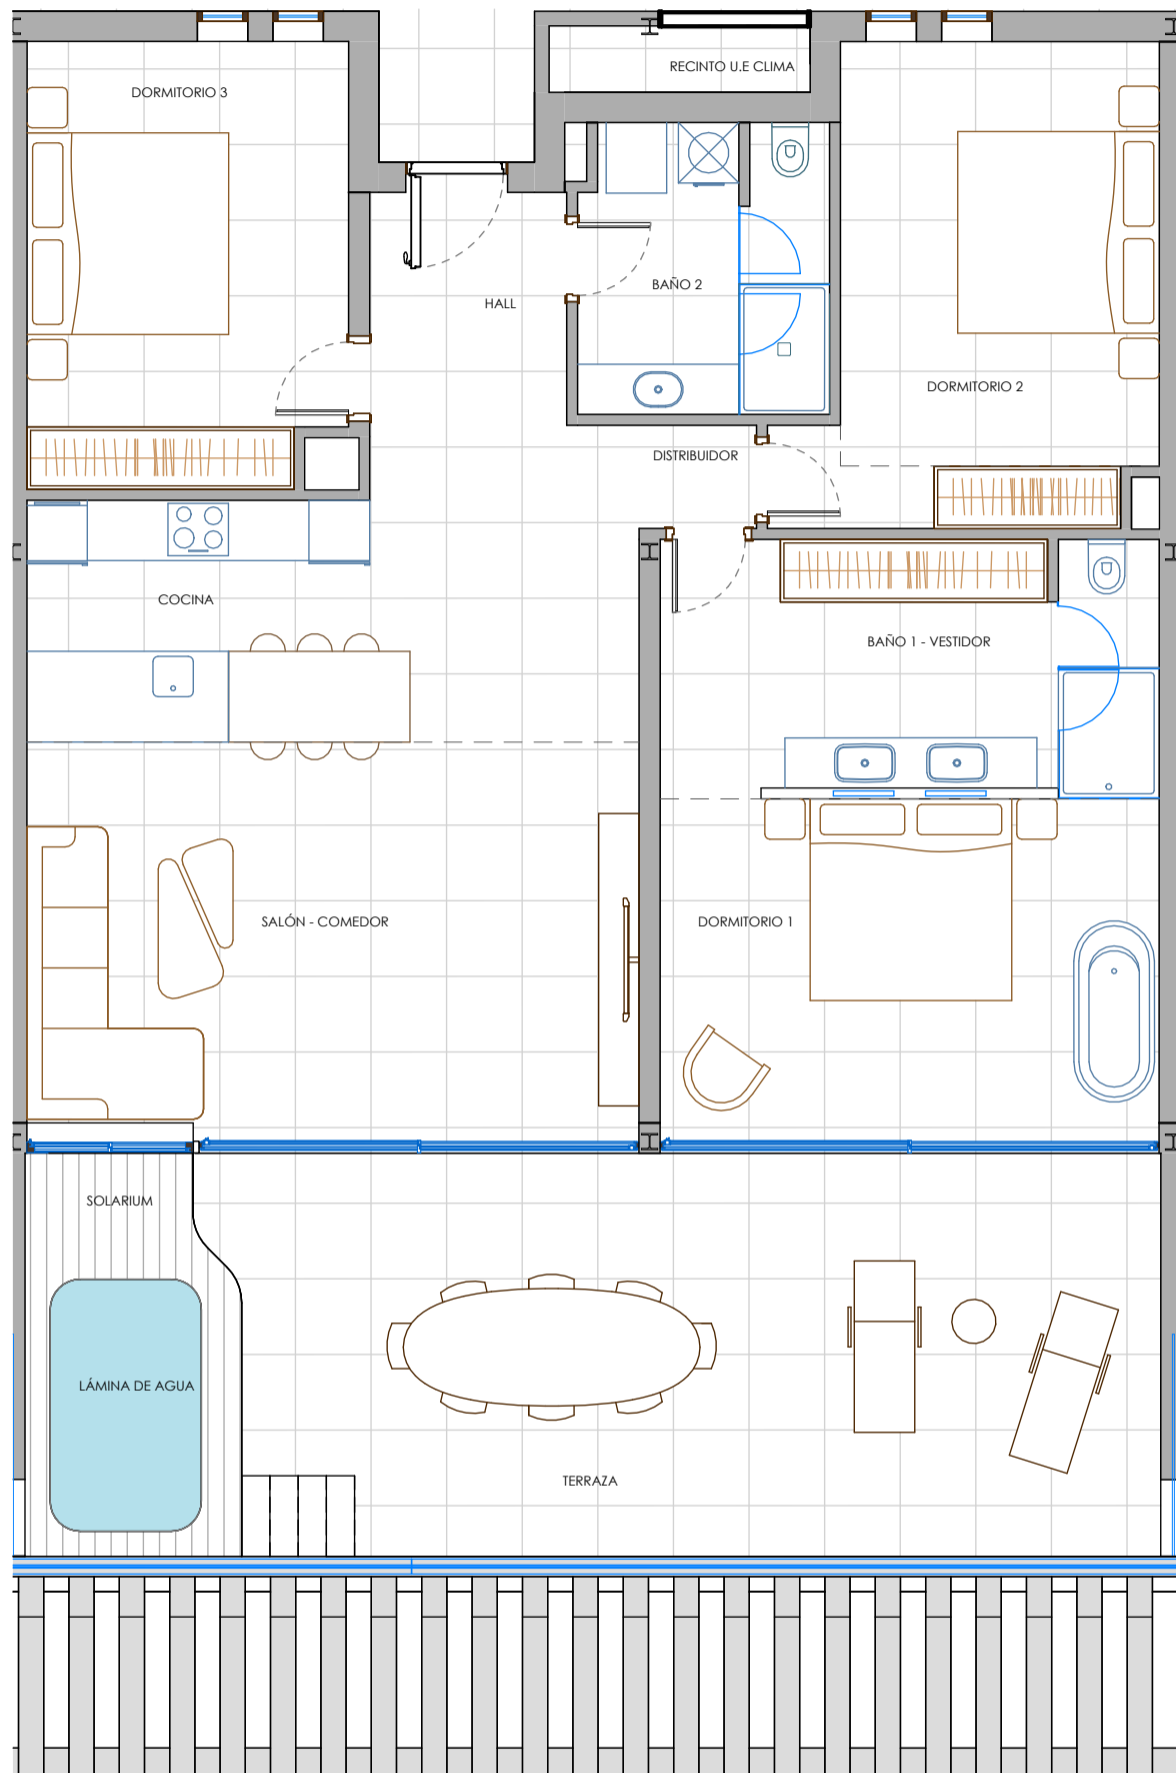 RECINTO U.E CLIMA
DORMITORIO 3
BAÑO 2
HALL
DORMITORIO 2
DISTRIBUIDOR
COCINA
BAÑO 1 - VESTIDOR
SALÓN - COMEDOR
DORMITORIO 1
SOLARIUM
LÁMINA DE AGUA
TERRAZA